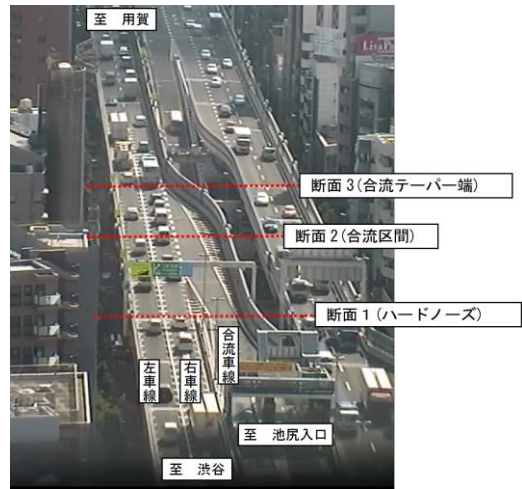 至 用賀
LivaPa
断面3(合流テーパー端)
断面2(合流区間)
断面1(ハードノーズ)
合流車線
左車線
右車線
至 池尻入口
至 渋谷